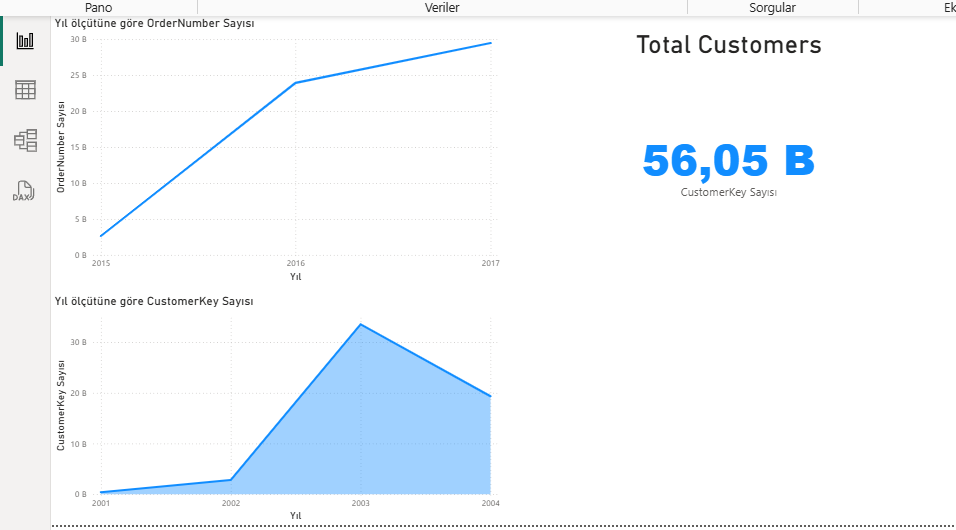 Pano Veriler Sorgular Ek
Yıl ölçütüne göre OrderNumber Sayısı
30 B
25 B
20 B
15 B
10 B
5 B
0 B
OrderNumber Sayısı
2015 2016 2017
Yıl
Total Customers
56,05 B
CustomerKey Sayısı
DAX
Yıl ölçütüne göre CustomerKey Sayısı
30 B
20 B
10 B
0 B
CustomerKey Sayısı
2001 2002 2003 2004
Yıl